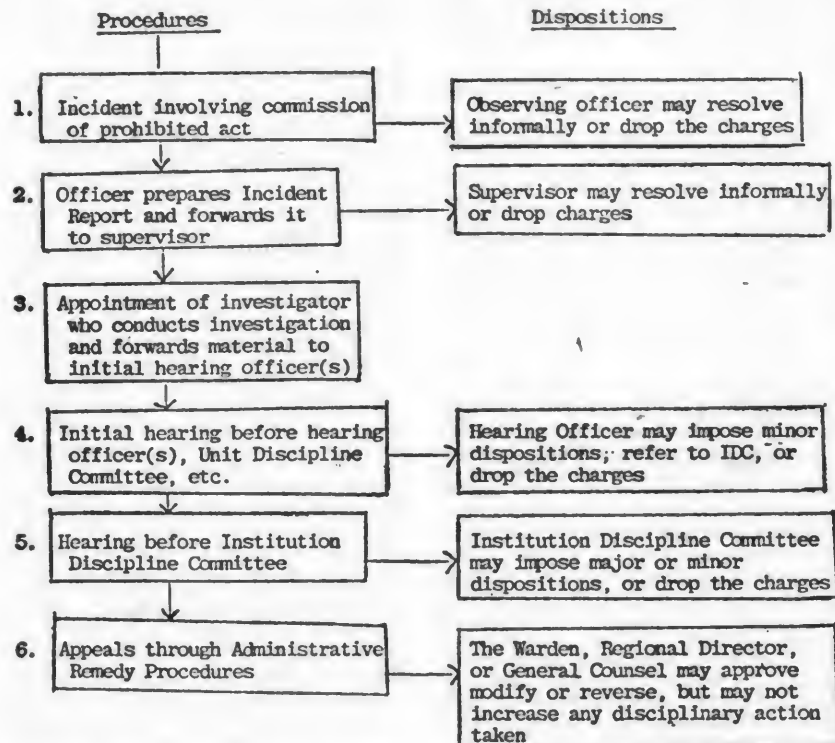 Procedures
Dispositions
1. Incident involving commission
of prohibited act
Observing officer may resolve
informally or drop the charges
2. Officer prepares Incident
Report and forwards it
to supervisor
Supervisor may resolve informally
or drop charges
3. Appointment of investigator
who conducts investigation
and forwards material to
initial hearing officer(s)
4. Initial hearing before hearing
officer(s), Unit Discipline
Committee, etc.
Hearing Officer may impose minor
dispositions; refer to IDC, or
drop the charges
5. Hearing before Institution
Discipline Committee
Institution Discipline Committee
may impose major or minor
dispositions, or drop the charges
6. Appeals through Administrative
Remedy Procedures
The Warden, Regional Director,
or General Counsel may approve
modify or reverse, but may not
increase any disciplinary action
taken